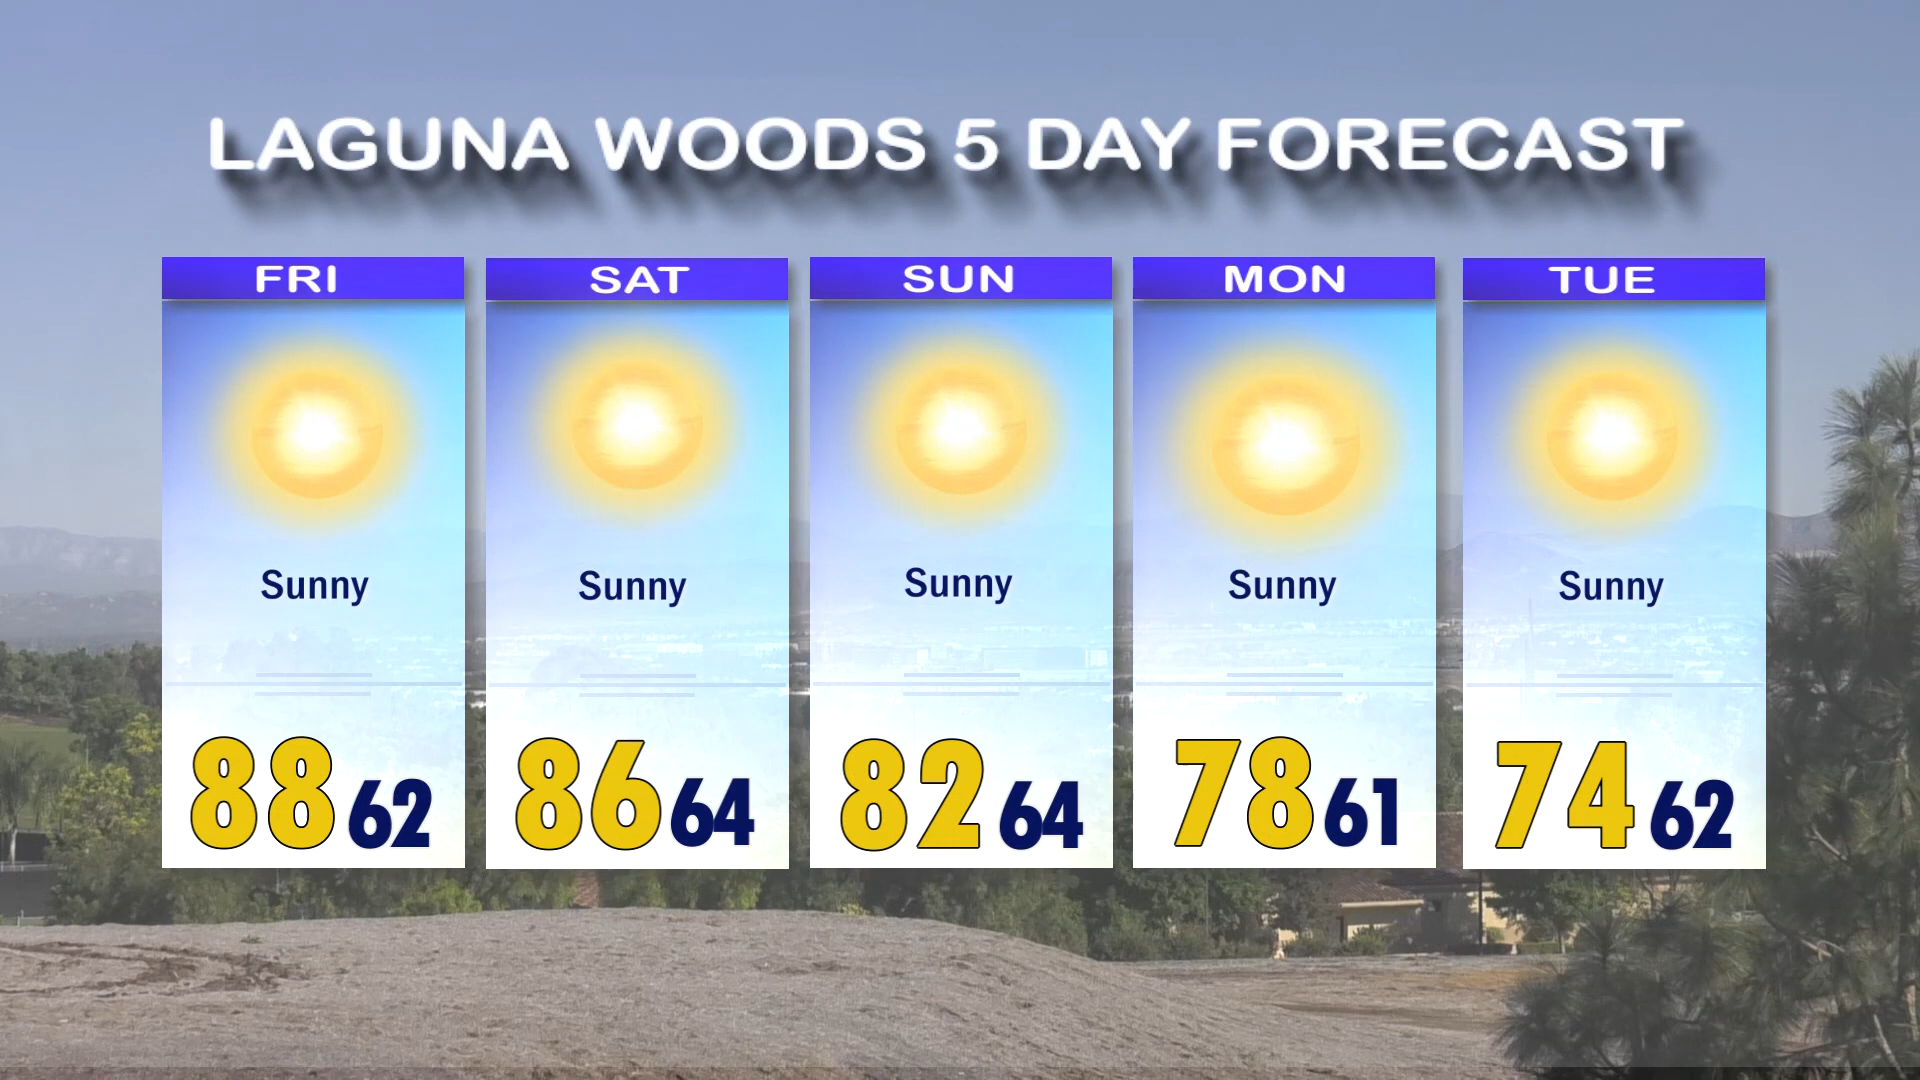 LAGUNA WOODS 5 DAY FORECAST
FRI SAT SUN MON TUE
Sunny Sunny Sunny Sunny Sunny
88 62 86 64 82 64 78 61 74 62